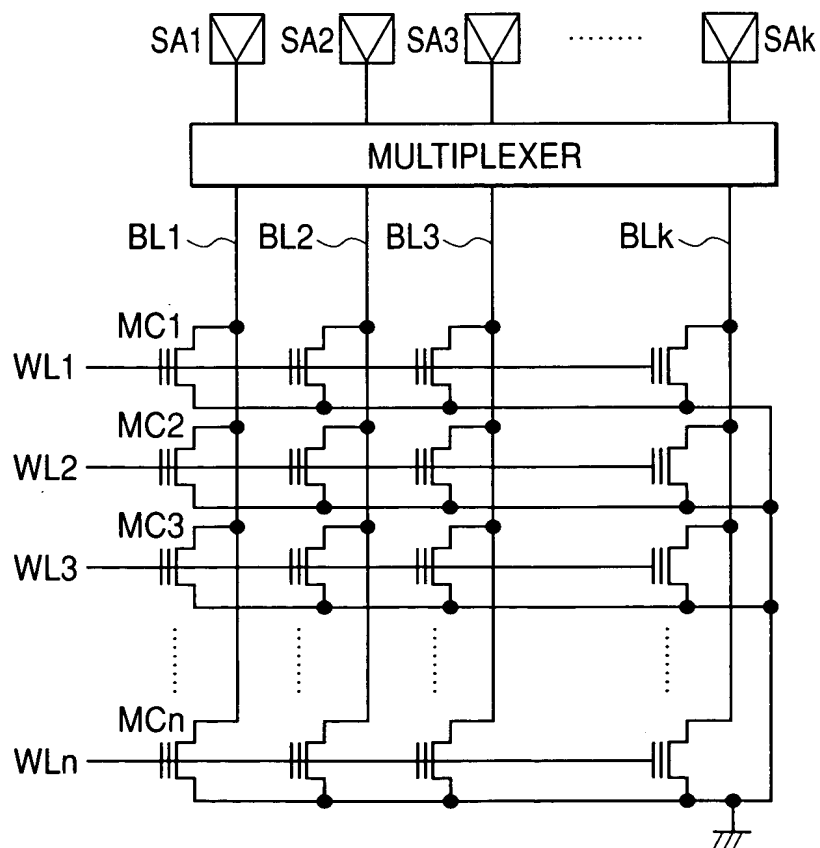 SA1 SA2 SA3 ........ SAk
MULTIPLEXER
BL1 BL2 BL3 BLk
MC1
WL1
MC2
WL2
MC3
WL3
MCn
WLn